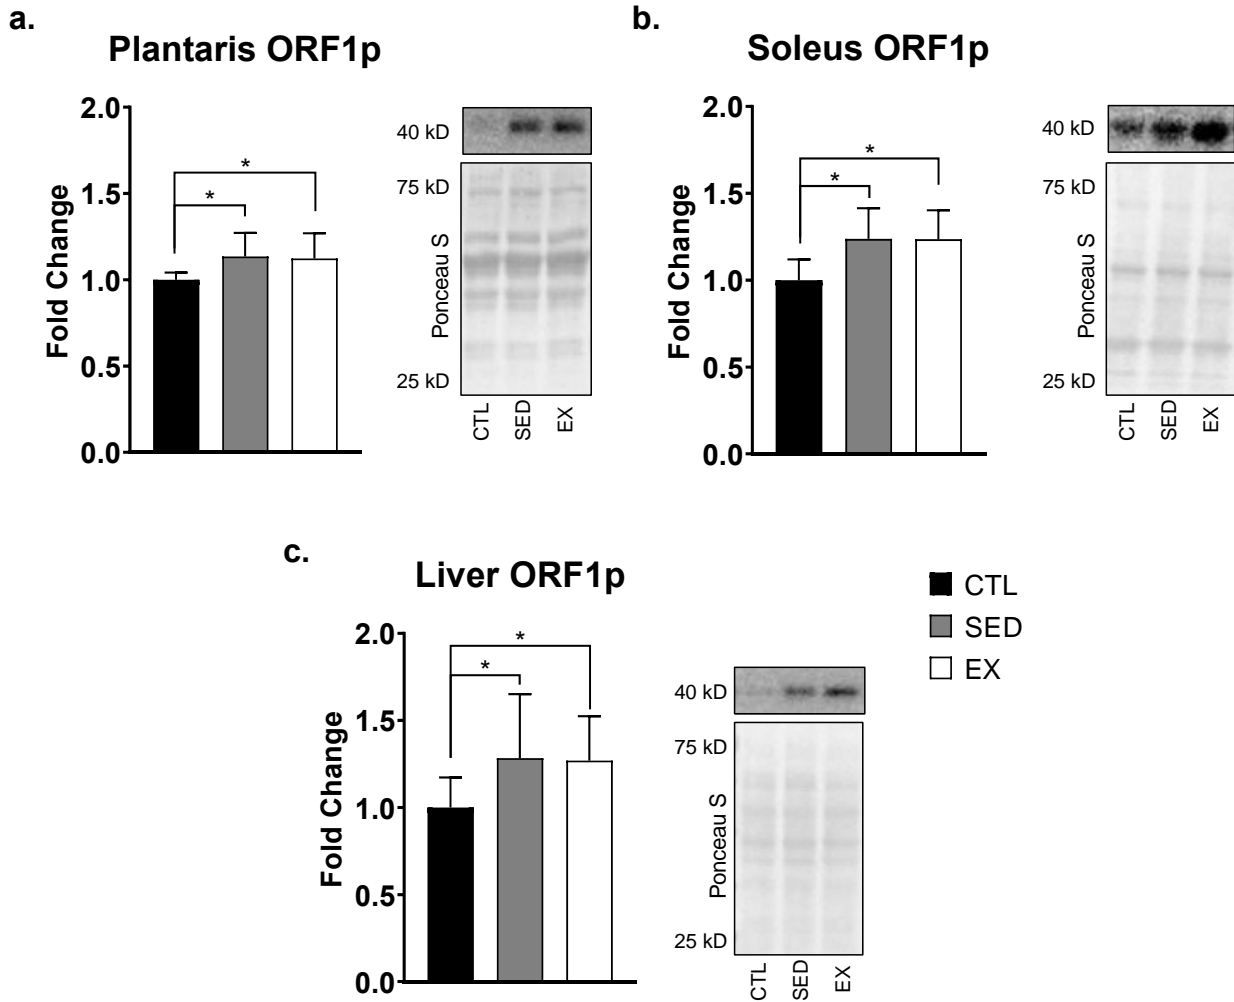 a.
Plantaris ORF1p
2.0
1.5
1.0
0.5
0.0
Fold Change
*
*
40 kD
75 kD
25 kD
Ponceau S
CTL
SED
EX
b.
Soleus ORF1p
2.0
1.5
1.0
0.5
0.0
Fold Change
*
*
40 kD
75 kD
25 kD
Ponceau S
CTL
SED
EX
c.
Liver ORF1p
2.0
1.5
1.0
0.5
0.0
Fold Change
*
*
40 kD
75 kD
25 kD
Ponceau S
CTL
SED
EX
CTL
SED
EX